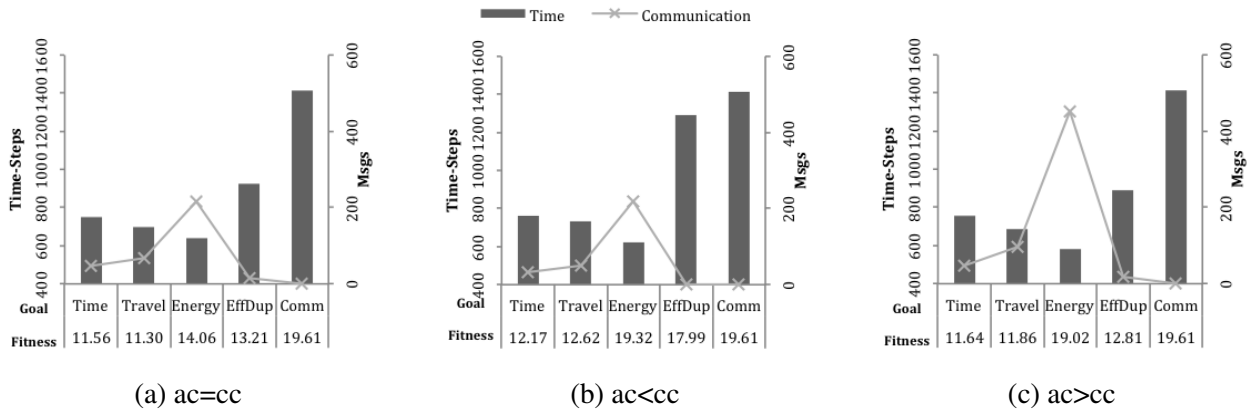 Time Communication
Time-Steps
1600
1400
1200
1000
800
600
400
600
400
200
0
Msgs
Goal Time Travel Energy EffDup Comm
Fitness 11.56 11.30 14.06 13.21 19.61
(a) ac=cc
Time-Steps
1600
1400
1200
1000
800
600
400
600
400
200
0
Msgs
Goal Time Travel Energy EffDup Comm
Fitness 12.17 12.62 19.32 17.99 19.61
(b) ac<cc
Time-Steps
1600
1400
1200
1000
800
600
400
600
400
200
0
Msgs
Goal Time Travel Energy EffDup Comm
Fitness 11.64 11.86 19.02 12.81 19.61
(c) ac>cc